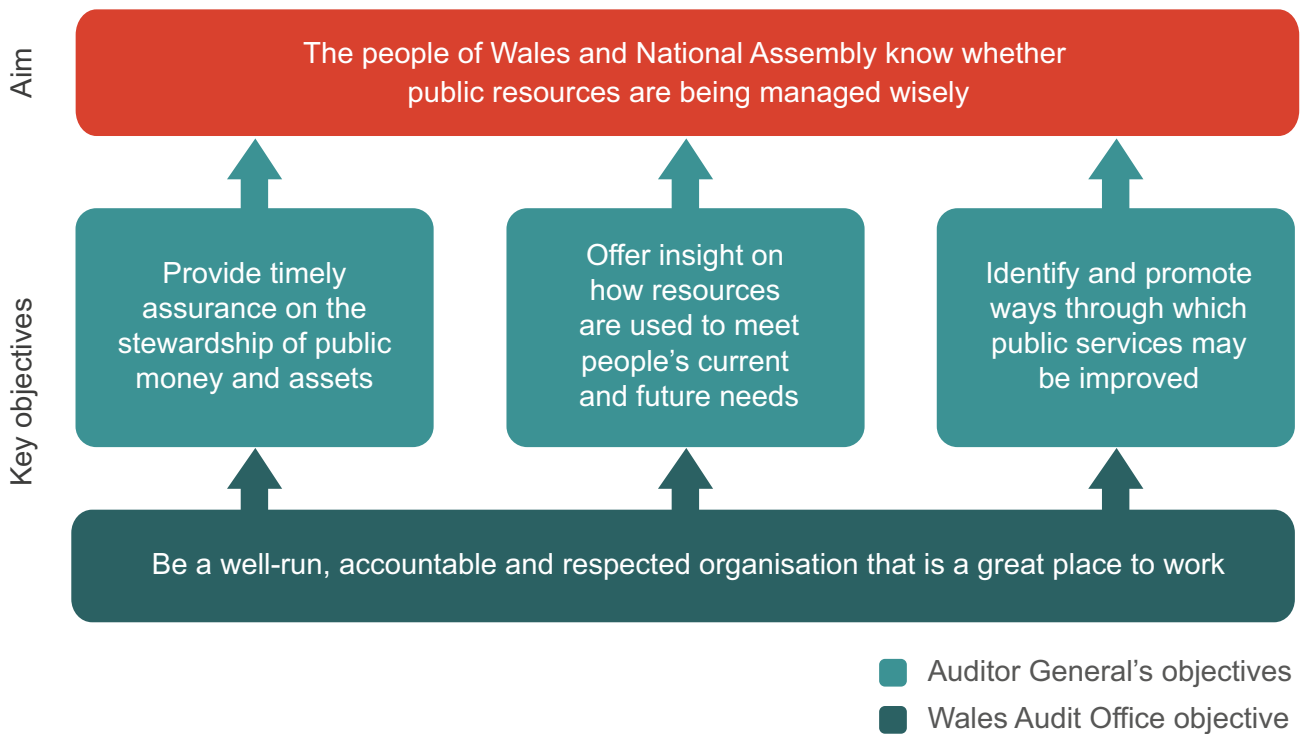 Aim
The people of Wales and National Assembly know whether
public resources are being managed wisely
Key objectives
Provide timely
assurance on the
stewardship of public
money and assets
Offer insight on
how resources
are used to meet
people’s current
and future needs
Identify and promote
ways through which
public services may
be improved
Be a well-run, accountable and respected organisation that is a great place to work
Auditor General’s objectives
Wales Audit Office objective